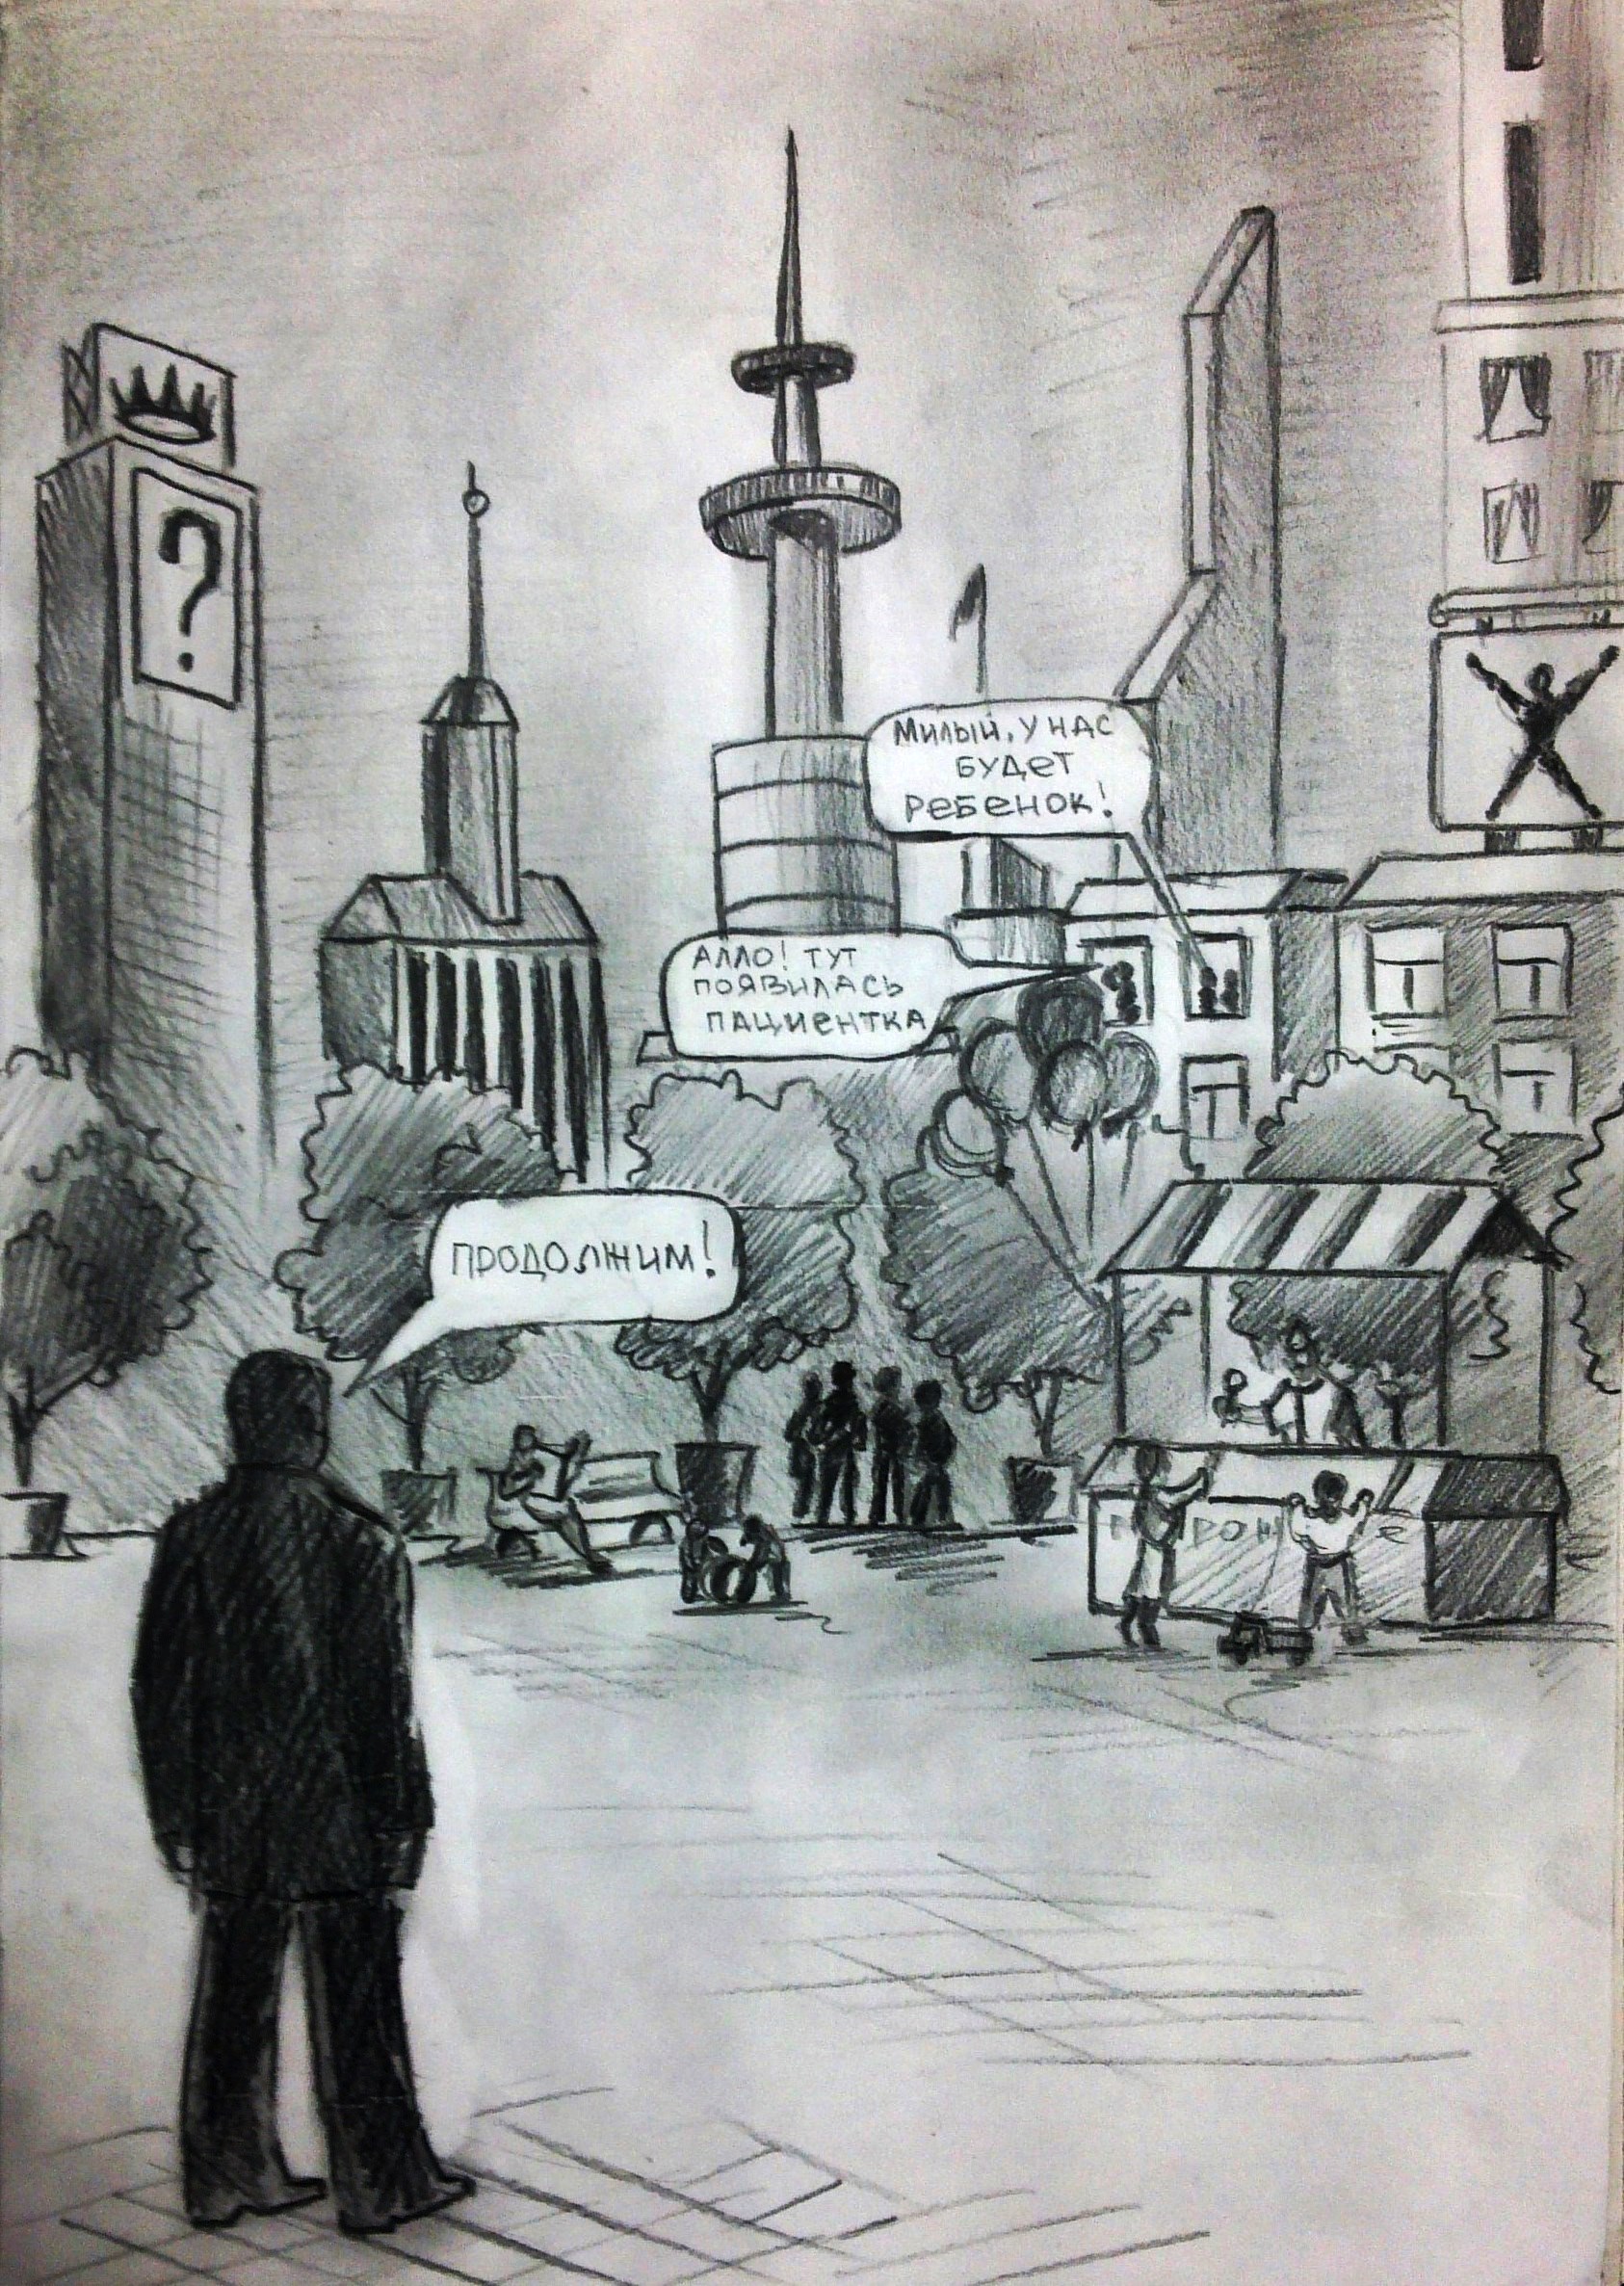 ?
Милый, у нас
будет
ребенок!
Алло! Тут
появилась
пациентка
Продолжим!